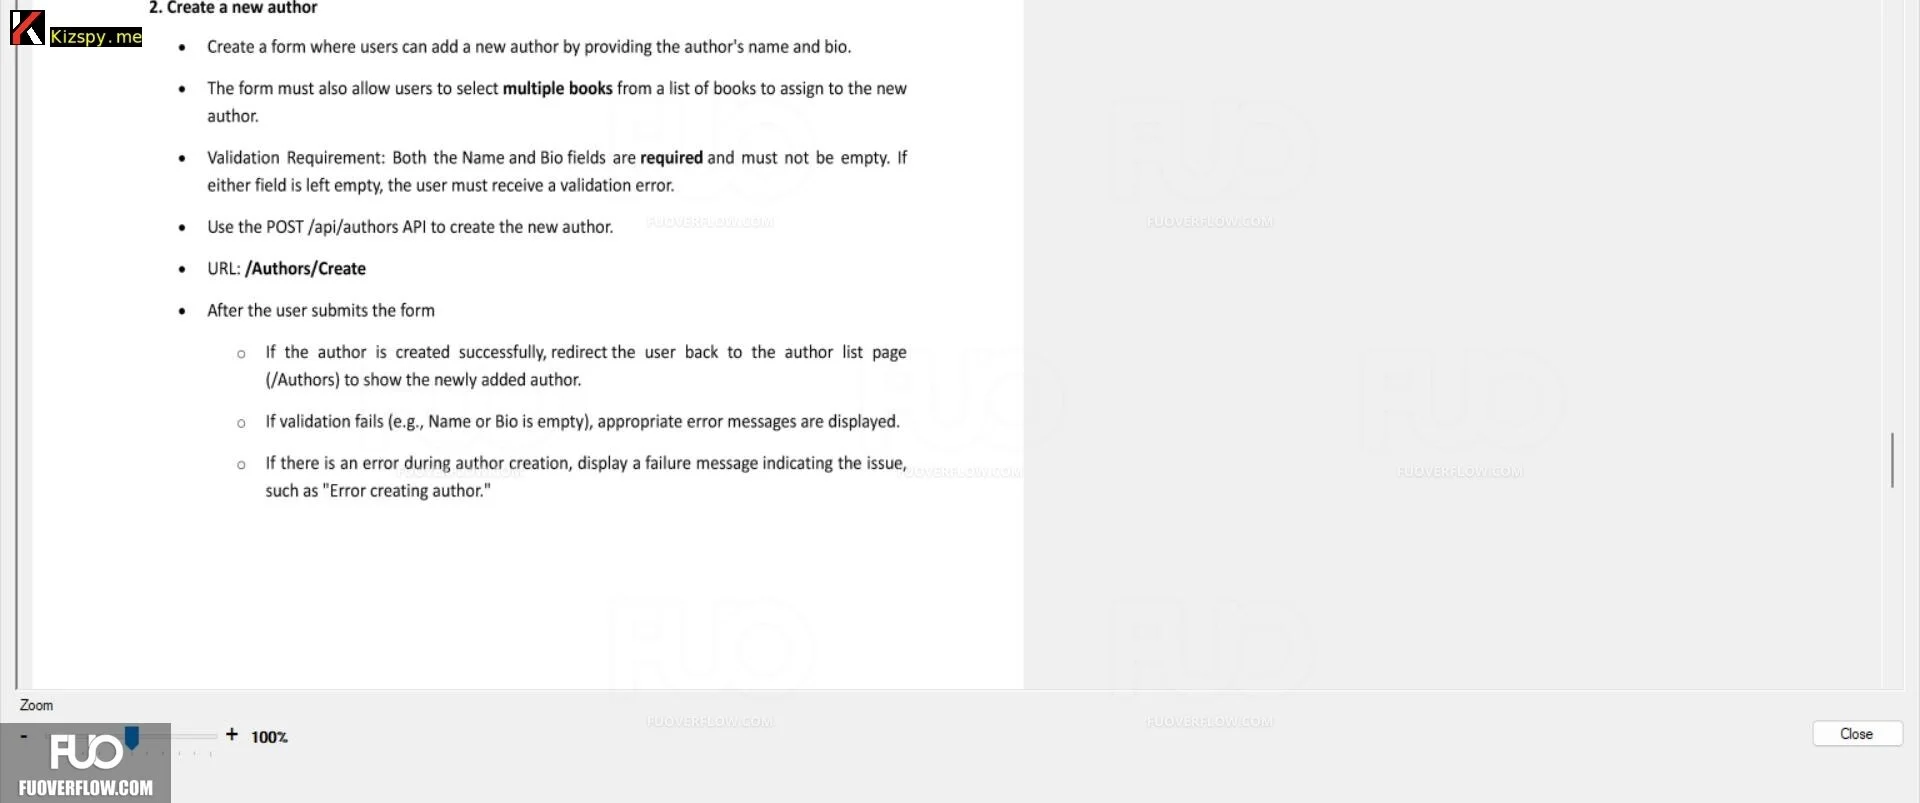 2. Create a new author
Kizspy.me
• Create a form where users can add a new author by providing the author's name and bio.
• The form must also allow users to select multiple books from a list of books to assign to the new
author.
• Validation Requirement: Both the Name and Bio fields are required and must not be empty. If
either field is left empty, the user must receive a validation error.
• Use the POST /api/authors API to create the new author.
FUOVERFLOW.COM
FUOVERFLOW.COM
• URL: /Authors/Create
• After the user submits the form
o If the author is created successfully, redirect the user back to the author list page
(/Authors) to show the newly added author.
o If validation fails (e.g., Name or Bio is empty), appropriate error messages are displayed.
o If there is an error during author creation, display a failure message indicating the issue,
such as "Error creating author."
FUOVERFLOW.COM
FUOVERFLOW.COM
Zoom
FUOVERFLOW.COM
FUOVERFLOW.COM
- + 100%
Close
FUO
FUOVERFLOW.COM